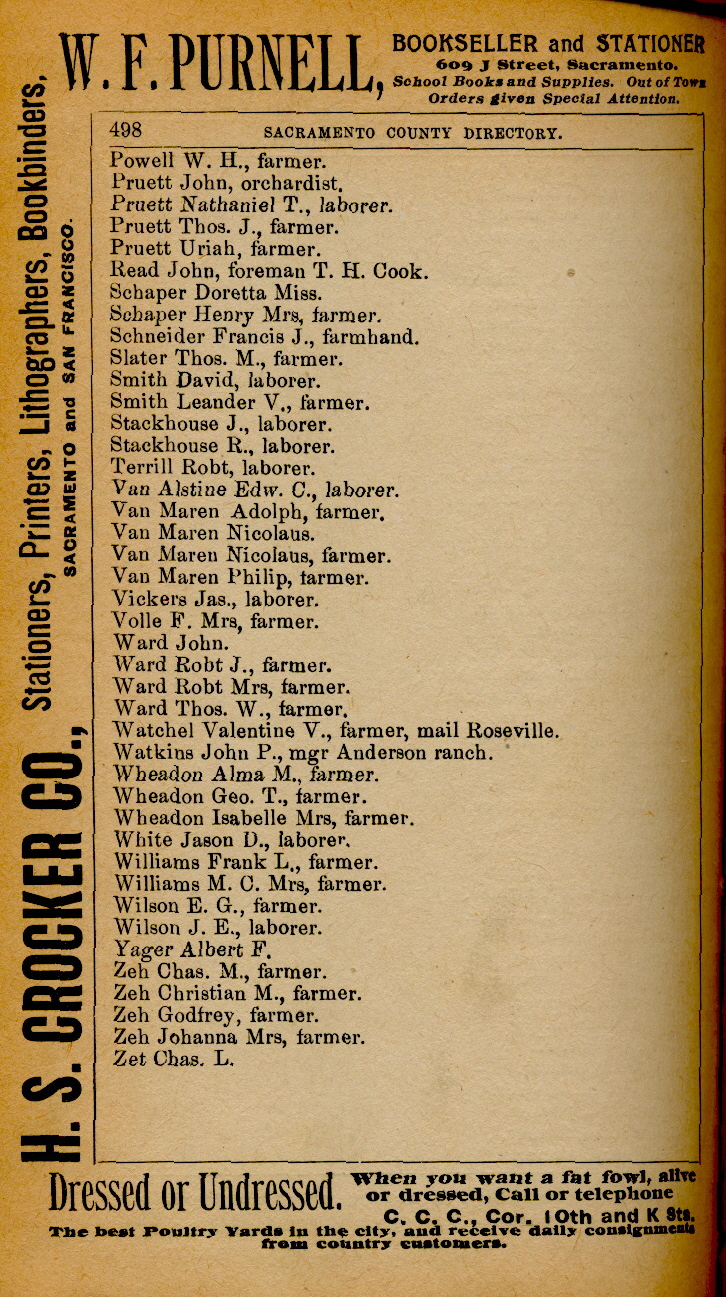 W. F. PURNELL,
BOOKSELLER and STATIONER
609 J Street, Sacramento.
School Books and Supplies. Out of Town
Orders given Special Attention.
498 SACRAMENTO COUNTY DIRECTORY.
Powell W. H., farmer.
Pruett John, orchardist.
Pruett Nathaniel T., laborer.
Pruett Thos. J., farmer.
Pruett Uriah, farmer.
Read John, foreman T. H. Cook.
Schaper Doretta Miss.
Schaper Henry Mrs, farmer.
Schneider Francis J., farmhand.
Slater Thos. M., farmer.
Smith David, laborer.
Smith Leander V., farmer.
Stackhouse J., laborer.
Stackhouse R., laborer.
Terrill Robt, laborer.
Van Alstine Edw. C., laborer.
Van Maren Adolph, farmer.
Van Maren Nicolaus.
Van Maren Nicolaus, farmer.
Van Maren Philip, farmer.
Vickers Jas., laborer.
Volle F. Mrs, farmer.
Ward John.
Ward Robt J., farmer.
Ward Robt Mrs, farmer.
Ward Thos. W., farmer.
Watchel Valentine V., farmer, mail Roseville.
Watkins John P., mgr Anderson ranch.
Wheadon Alma M., farmer.
Wheadon Geo. T., farmer.
Wheadon Isabelle Mrs, farmer.
White Jason D., laborer.
Williams Frank L., farmer.
Williams M. C. Mrs, farmer.
Wilson E. G., farmer.
Wilson J. E., laborer.
Yager Albert F.
Zeh Chas. M., farmer.
Zeh Christian M., farmer.
Zeh Godfrey, farmer.
Zeh Johanna Mrs, farmer.
Zet Chas. L.
H. S. CROCKER CO., Stationers, Printers, Lithographers, Bookbinders,
SACRAMENTO and SAN FRANCISCO.
Dressed or Undressed.
When you want a fat fowl, alive
or dressed, Call or telephone
C. C. C., Cor. 10th and K Sts.
The best Poultry Yards in the city, and receive daily consignments
from country customers.